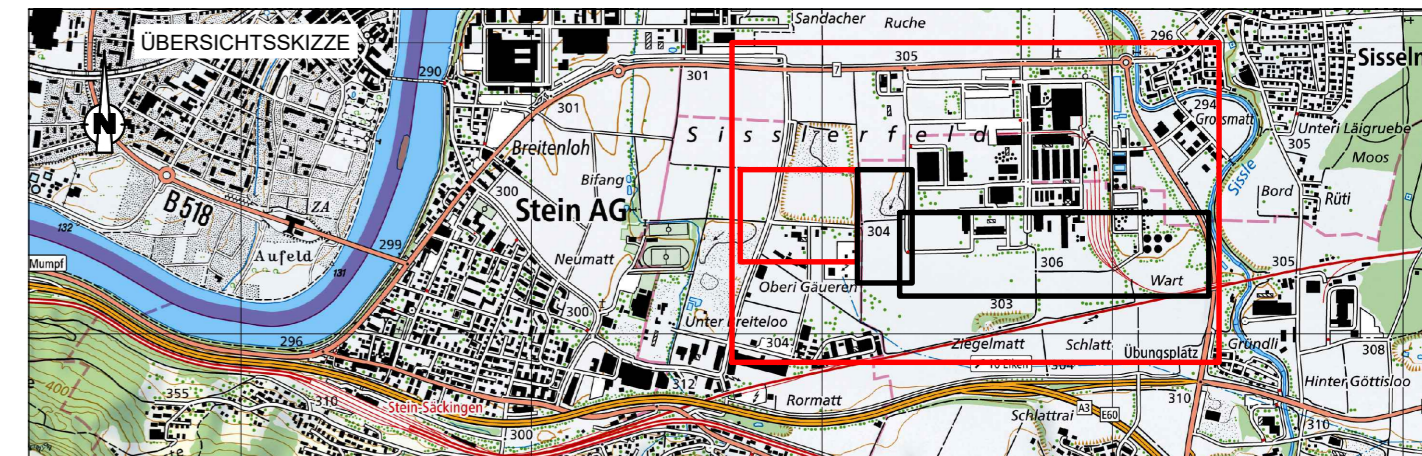 ÜBERSICHTSSKIZZE
N
Sandacher
Ruche
296
Sisseln
290
301
7
305
301
294
Grossmatt
Unteri Läigruebe
305
Moos
Sisslerfeld
Breitenloh
Bifang
300
Stein AG
B 518
ZA
Sissle
Bord
Rüti
132
299
Aufeld
131
Neumatt
304
306
Mumpf
Oberi Gäueren
Wart
305
303
300
Unter Breiteloo
296
304
Ziegelmatt
Schlatt
Übungsplatz
Gründli
308
312
400
355
310
Stein-Säckingen
Rormatt
Hinter Göttisloo
A3
E60
310
Schlattrai
300
310